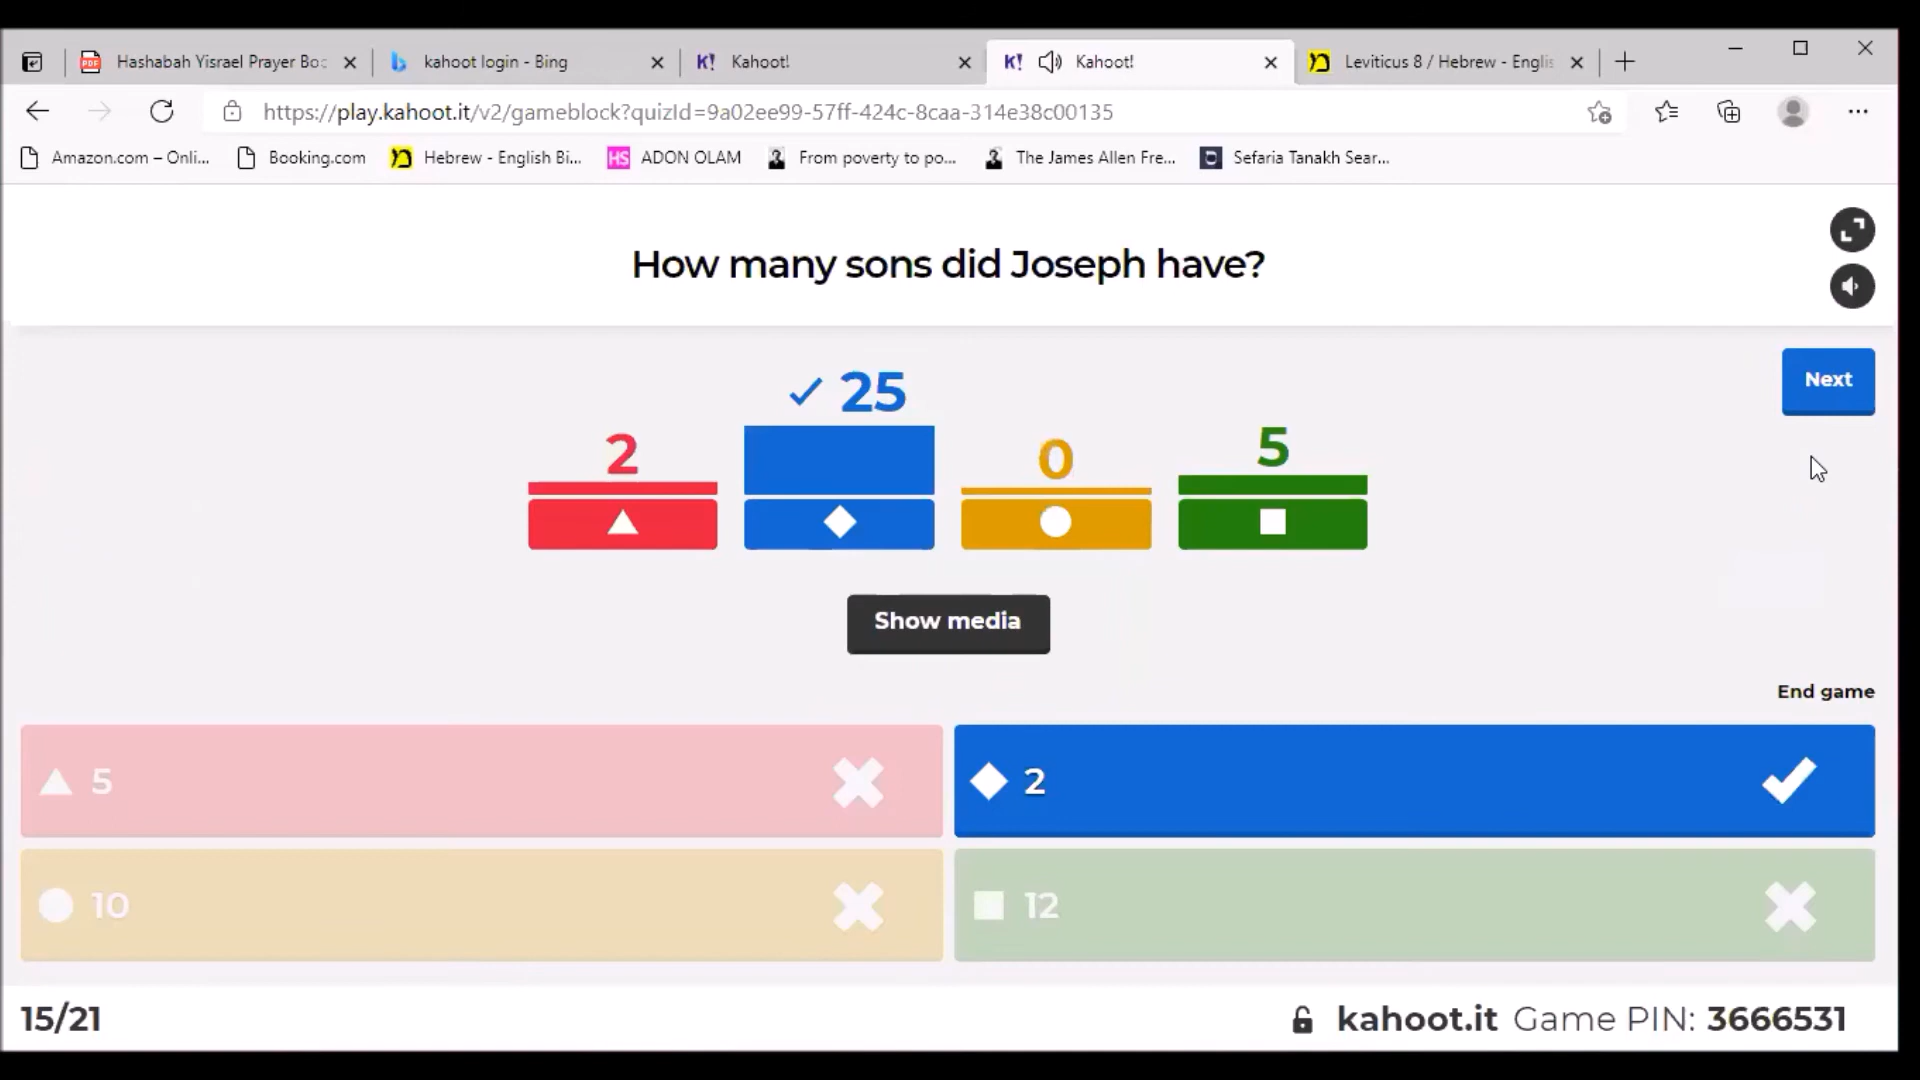 Hashabah Yisrael Prayer Boc
kahoot login - Bing
K! Kahoot!
K! Kahoot!
Leviticus 8 / Hebrew - Englis
https://play.kahoot.it/v2/gameblock?quizId=9a02ee99-57ff-424c-8caa-314e38c00135
Amazon.com – Onli...
Booking.com
Hebrew - English Bi...
HS ADON OLAM
From poverty to po...
The James Allen Fre...
Sefaria Tanakh Sear...
How many sons did Joseph have?
Next
2
25
0
5
Show media
End game
5
2
10
12
15/21
kahoot.it Game PIN: 3666531